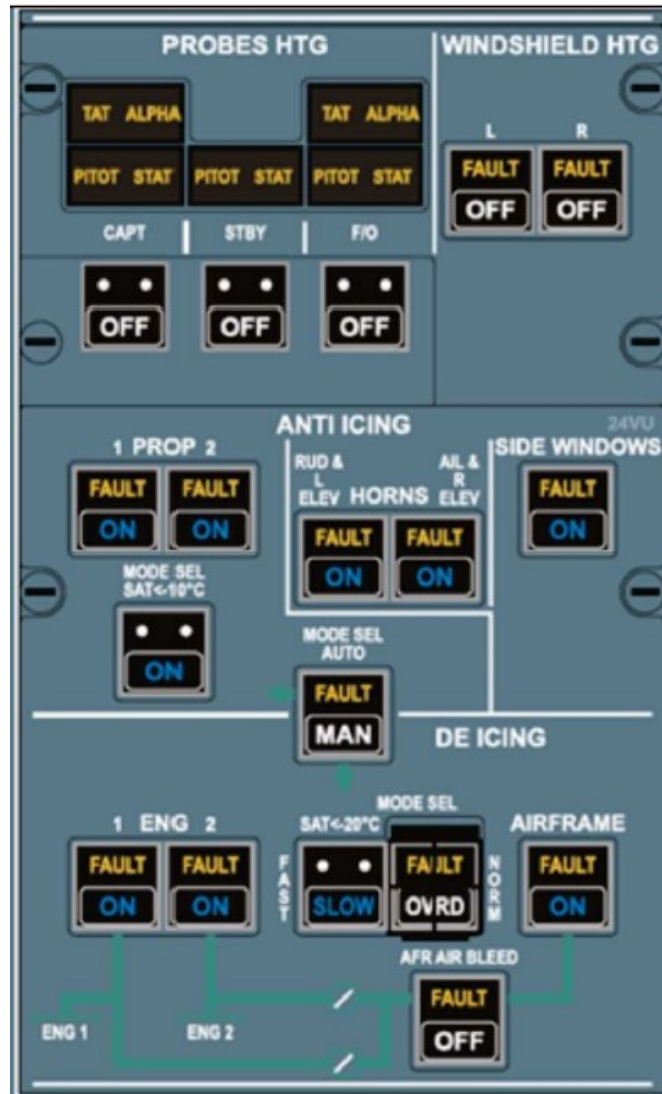 PROBES HTG
WINDSHIELD HTG
TAT ALPHA
TAT ALPHA
L
R
PITOT STAT
PITOT STAT
PITOT STAT
FAULT
FAULT
OFF
OFF
CAPT
STBY
F/O
OFF
OFF
OFF
ANTI ICING
24VU
1 PROP 2
RUD &
L
ELEV
HORNS
AIL &
R
ELEV
SIDE WINDOWS
FAULT
FAULT
ON
ON
FAULT
FAULT
ON
ON
FAULT
ON
MODE SEL
SAT<-10°C
ON
MODE SEL
AUTO
FAULT
MAN
DE ICING
1 ENG 2
SAT<-20°C
MODE SEL
AIRFRAME
FAULT
FAULT
ON
ON
FAST
SLOW
FAULT
OVRD
NORM
FAULT
ON
AFR AIR BLEED
FAULT
OFF
ENG 1
ENG 2